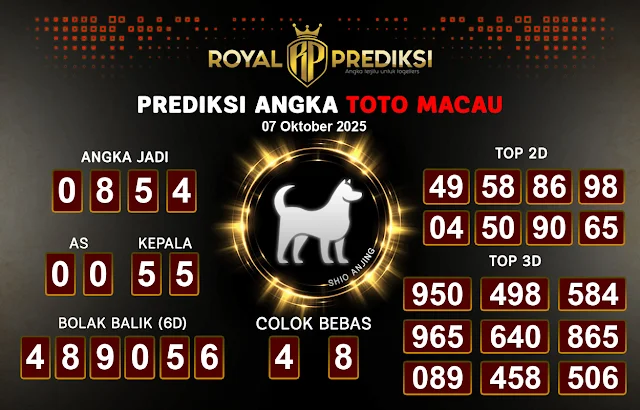 ROYAL RP PREDIKSI
Angka terjitu untuk togellers
PREDIKSI ANGKA TOTO MACAU
07 Oktober 2025
ANGKA JADI
0 8 5 4
AS KEPALA
0 0 5 5
BOLAK BALIK (6D)
4 8 9 0 5 6
SHIO ANJING
COLOK BEBAS
4 8
TOP 2D
49 58 86 98
04 50 90 65
TOP 3D
950 498 584
965 640 865
089 458 506